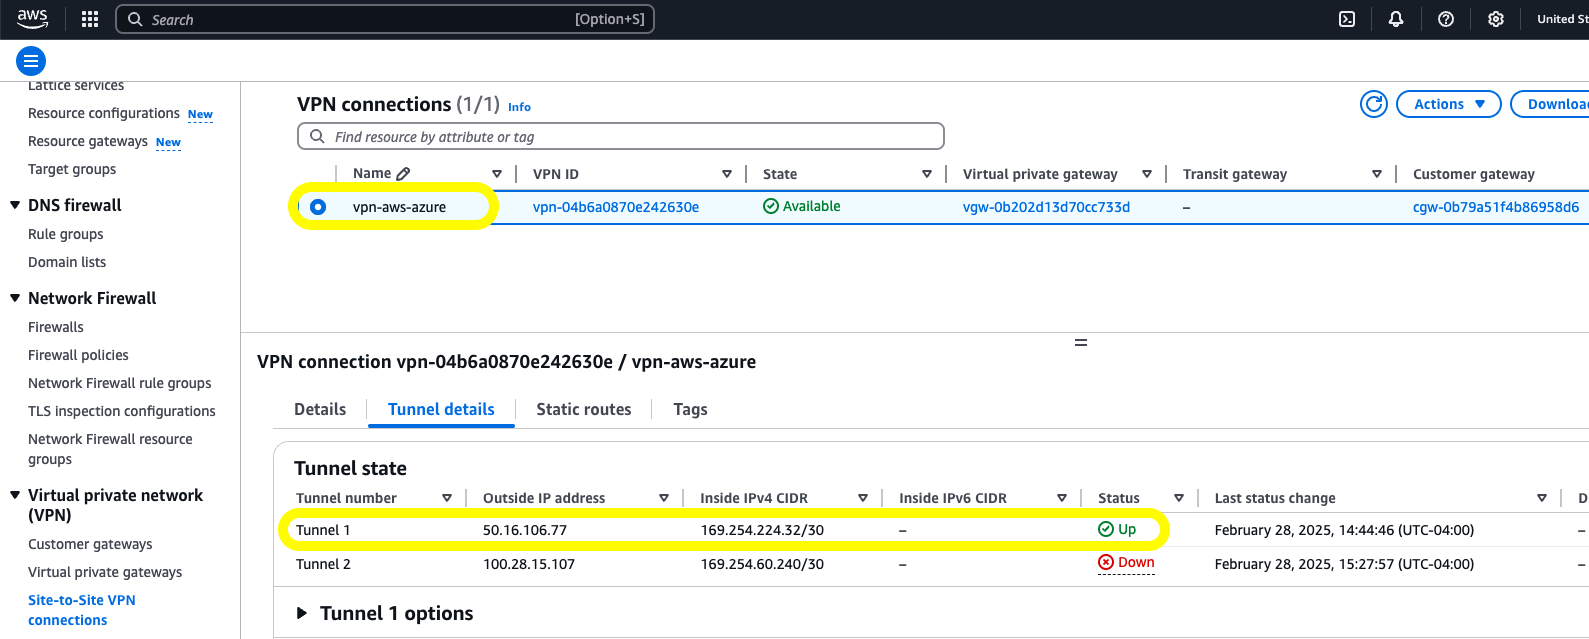 aws
Search [Option+S]
United St
Lattice services
Resource configurations New
Resource gateways New
Target groups
DNS firewall
Rule groups
Domain lists
Network Firewall
Firewalls
Firewall policies
Network Firewall rule groups
TLS inspection configurations
Network Firewall resource
groups
Virtual private network
(VPN)
Customer gateways
Virtual private gateways
Site-to-Site VPN
connections
VPN connections (1/1) Info
Actions
Download
Find resource by attribute or tag
Name VPN ID State Virtual private gateway Transit gateway Customer gateway
vpn-aws-azure vpn-04b6a0870e242630e Available vgw-0b202d13d70cc733d – cgw-0b79a51f4b86958d6
VPN connection vpn-04b6a0870e242630e / vpn-aws-azure
Details Tunnel details Static routes Tags
Tunnel state
Tunnel number Outside IP address Inside IPv4 CIDR Inside IPv6 CIDR Status Last status change D
Tunnel 1 50.16.106.77 169.254.224.32/30 – Up February 28, 2025, 14:44:46 (UTC-04:00) –
Tunnel 2 100.28.15.107 169.254.60.240/30 – Down February 28, 2025, 15:27:57 (UTC-04:00) –
Tunnel 1 options